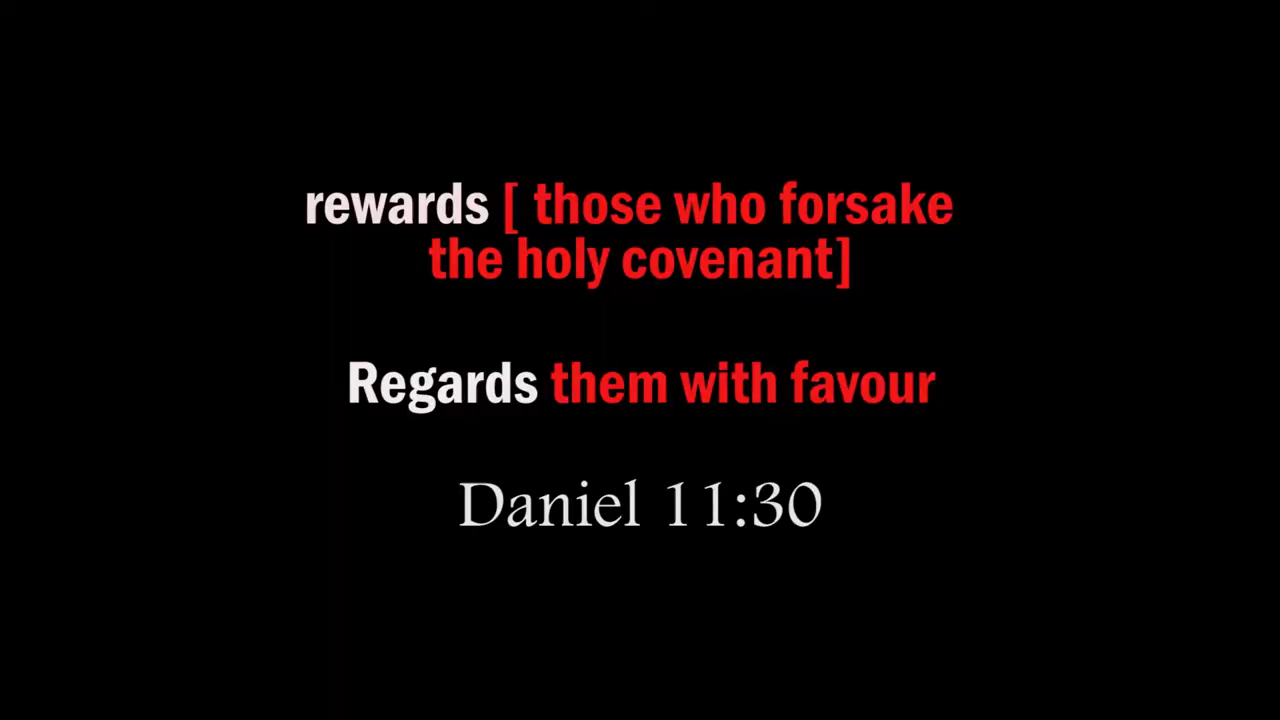 rewards [ those who forsake
the holy covenant]
Regards them with favour
Daniel 11:30